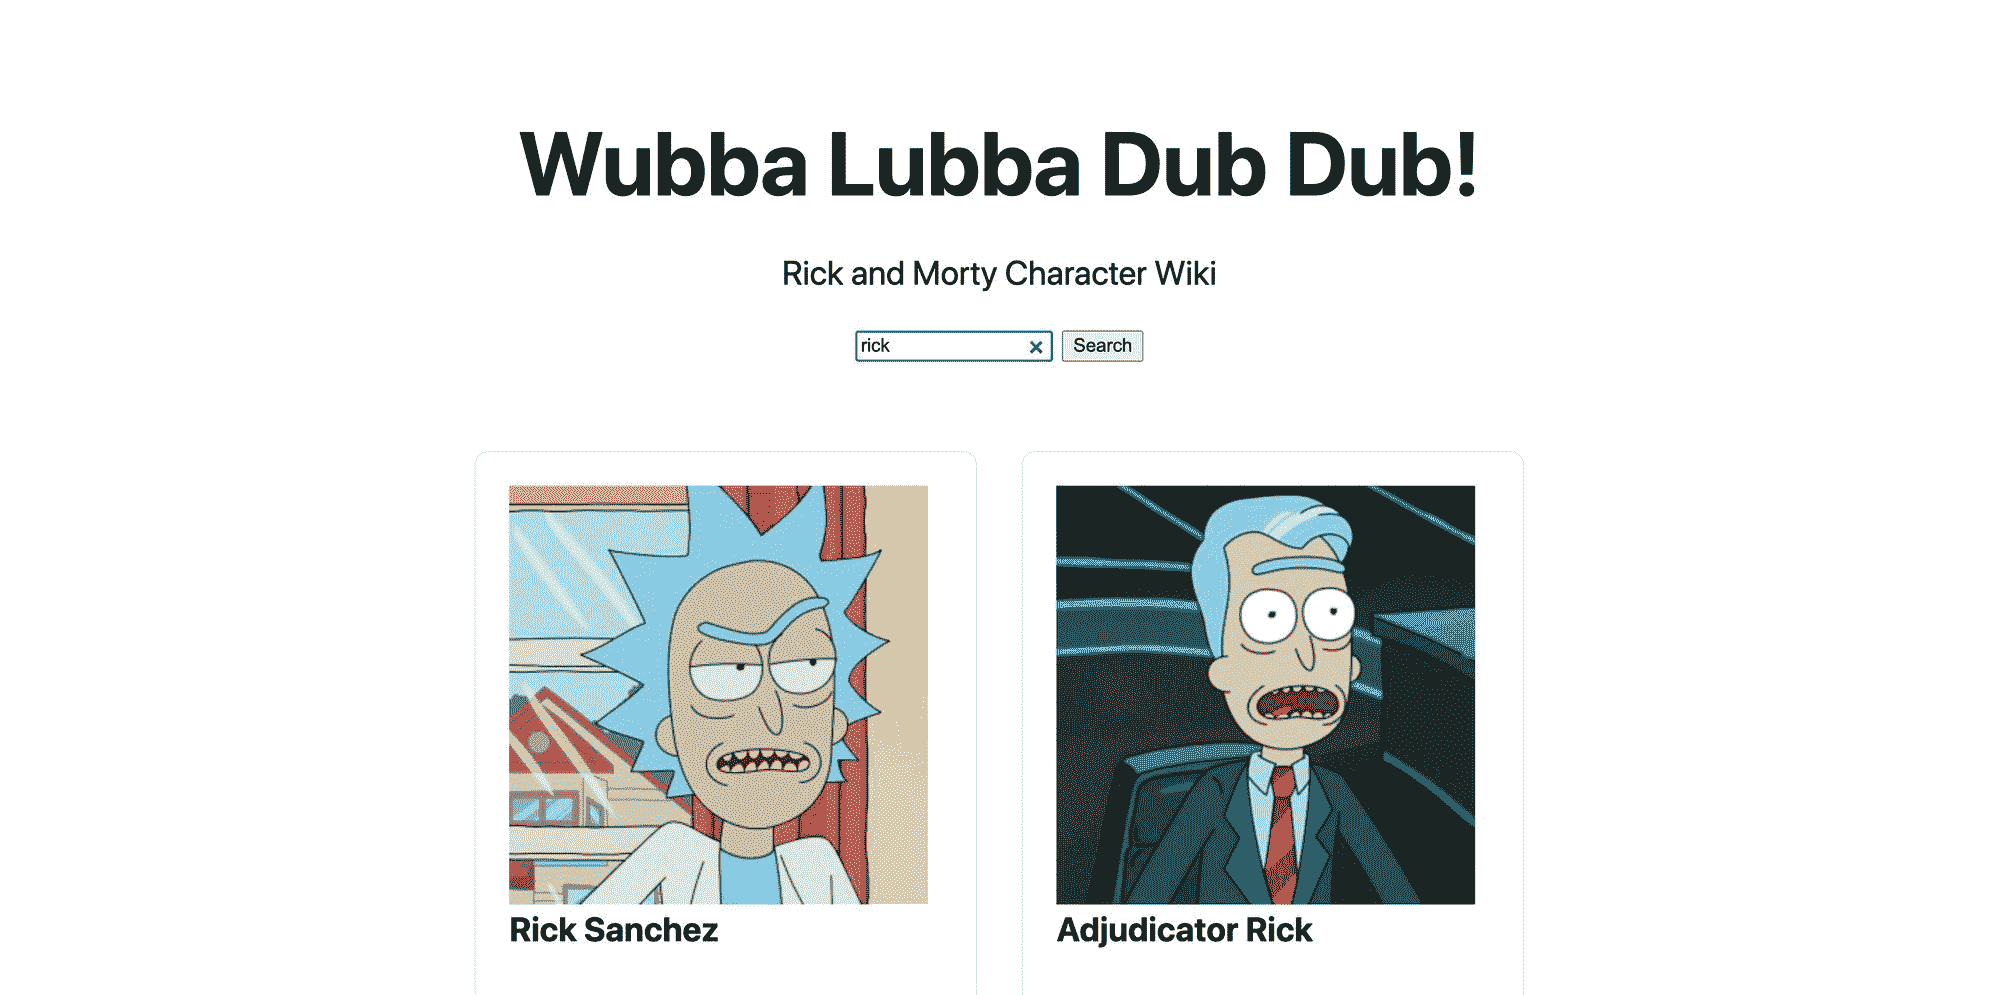 Wubba Lubba Dub Dub!
Rick and Morty Character Wiki
rick
Search
Rick Sanchez
Adjudicator Rick